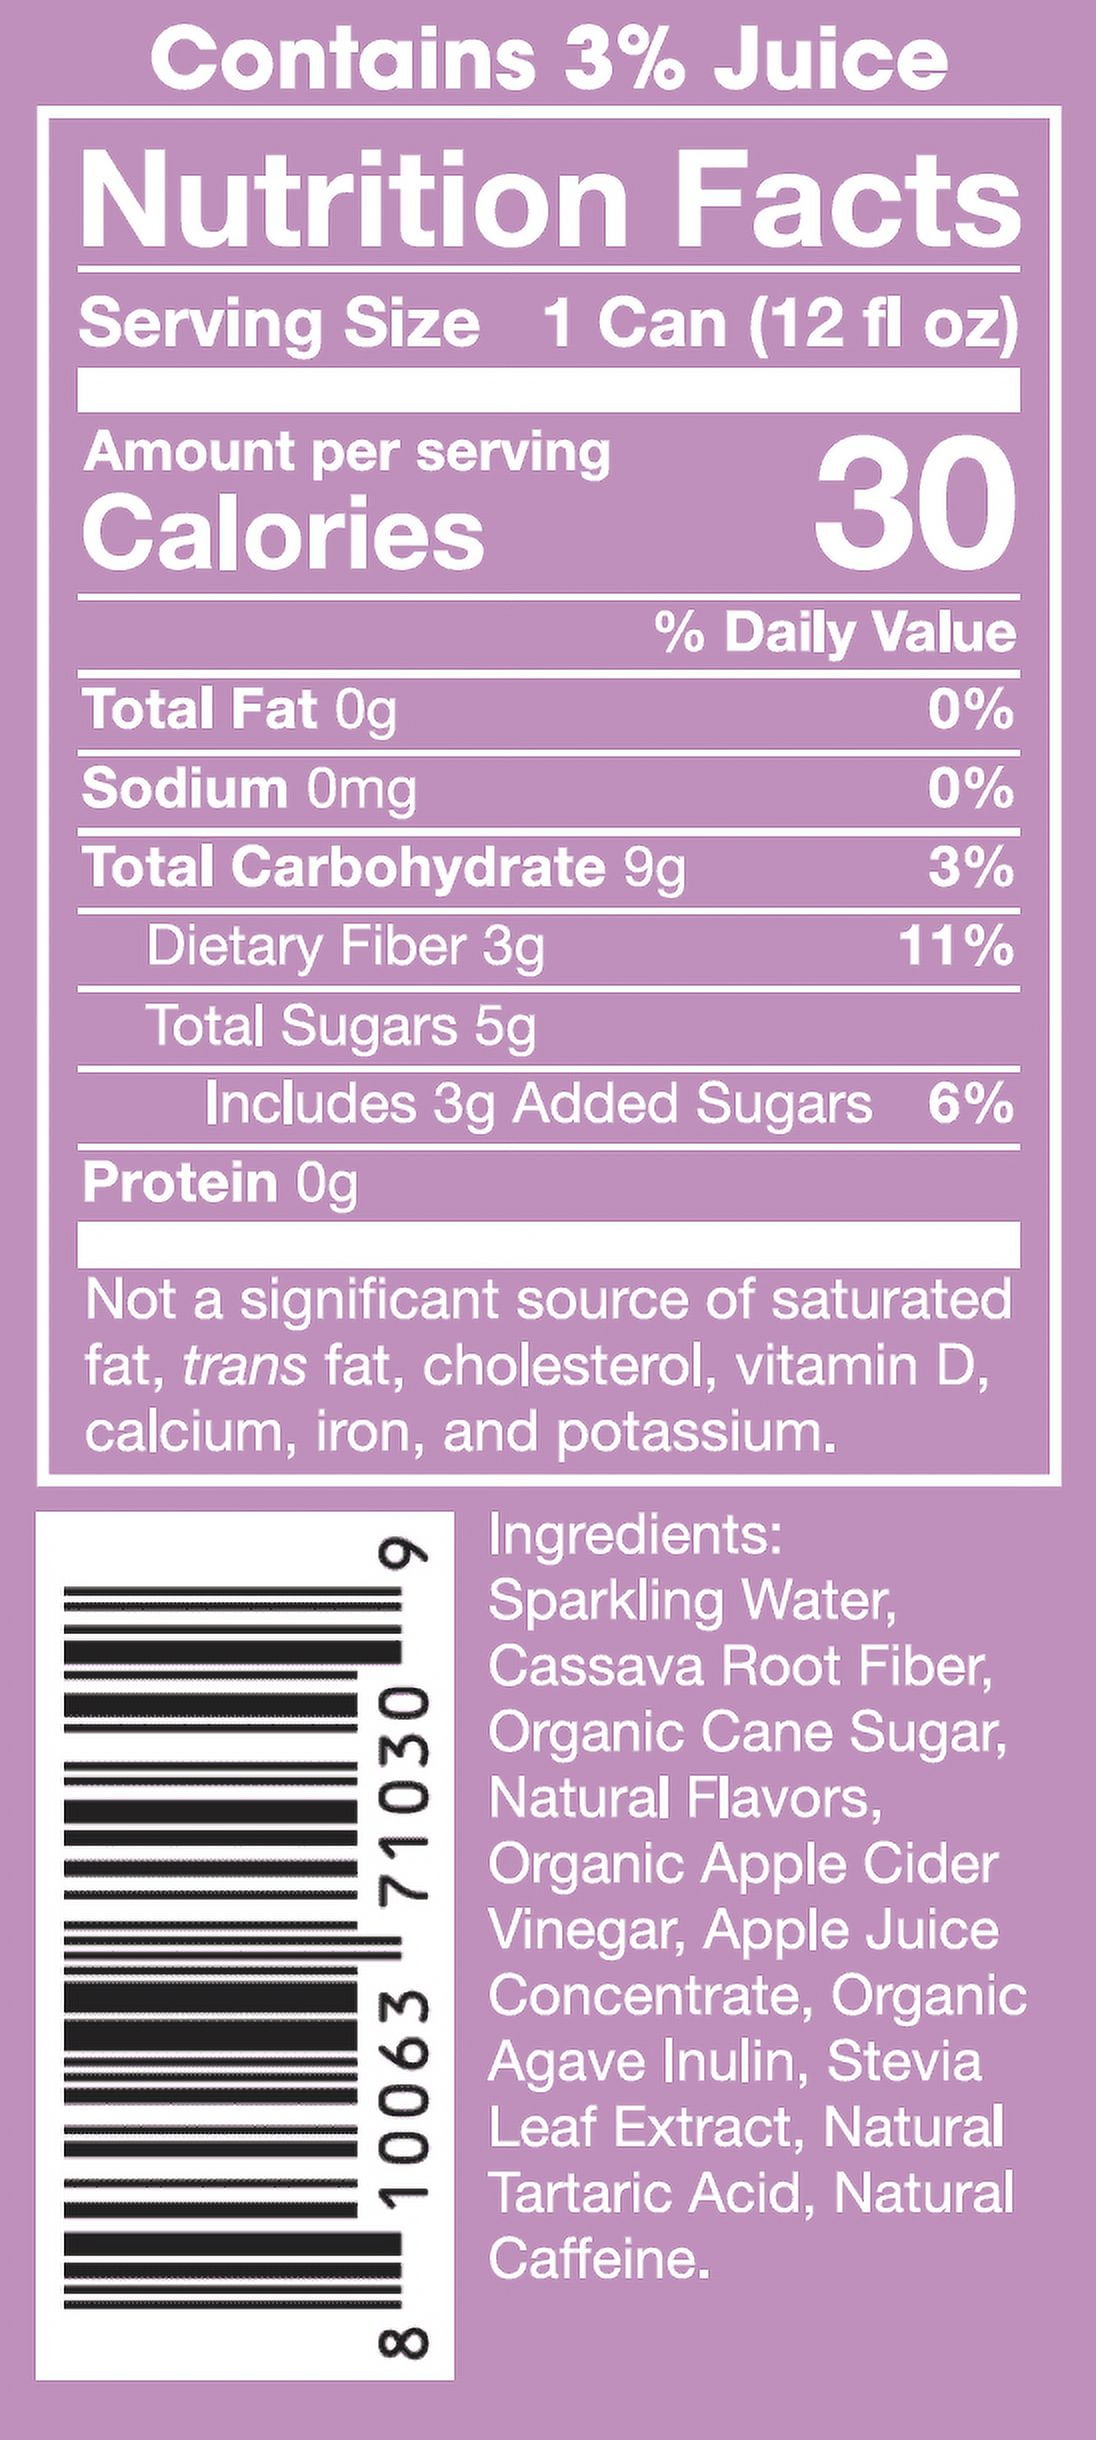 Contains 3% Juice
Nutrition Facts
Serving Size 1 Can (12 fl oz)
Amount per serving
Calories 30
% Daily Value
Total Fat 0g 0%
Sodium 0mg 0%
Total Carbohydrate 9g 3%
Dietary Fiber 3g 11%
Total Sugars 5g
Includes 3g Added Sugars 6%
Protein 0g
Not a significant source of saturated
fat, trans fat, cholesterol, vitamin D,
calcium, iron, and potassium.
8 10063 71030 9
Ingredients:
Sparkling Water,
Cassava Root Fiber,
Organic Cane Sugar,
Natural Flavors,
Organic Apple Cider
Vinegar, Apple Juice
Concentrate, Organic
Agave Inulin, Stevia
Leaf Extract, Natural
Tartaric Acid, Natural
Caffeine.